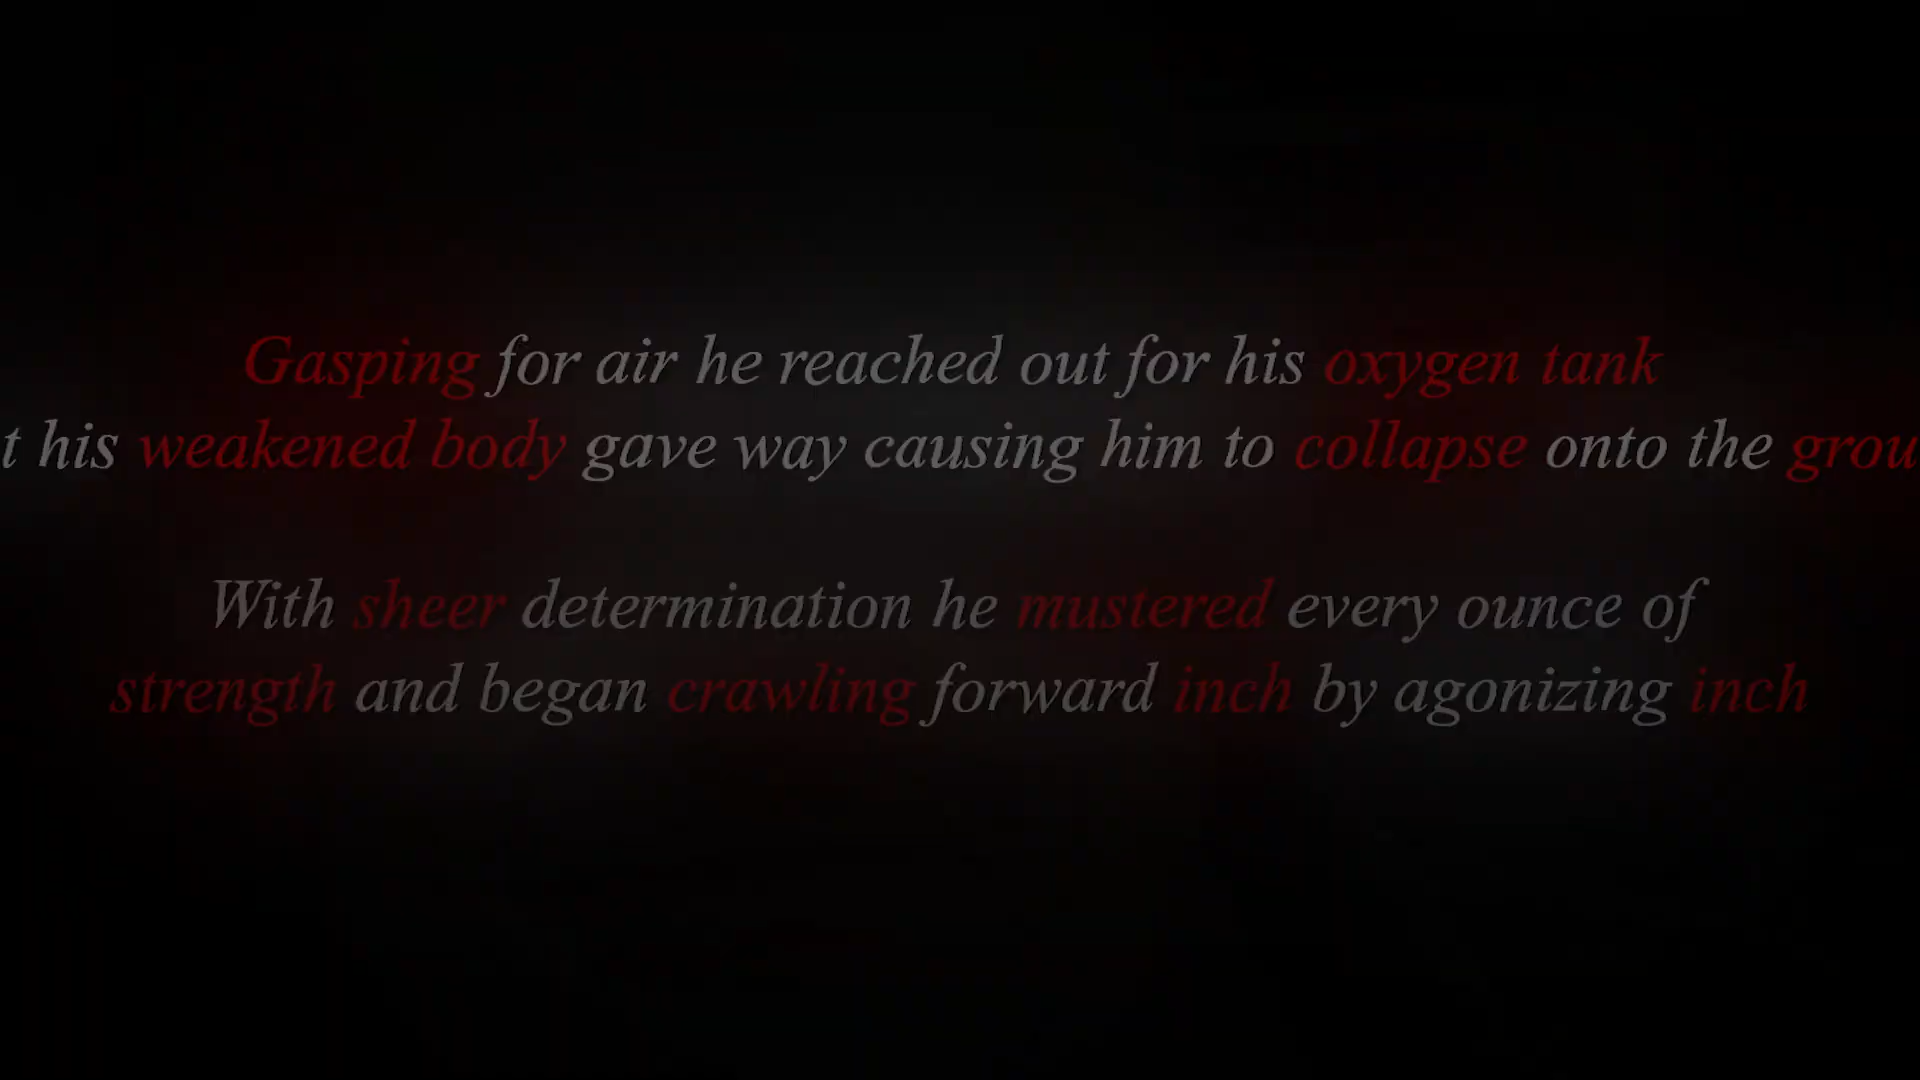 Gasping for air he reached out for his oxygen tank
t his weakened body gave way causing him to collapse onto the grou
With sheer determination he mustered every ounce of
strength and began crawling forward inch by agonizing inch